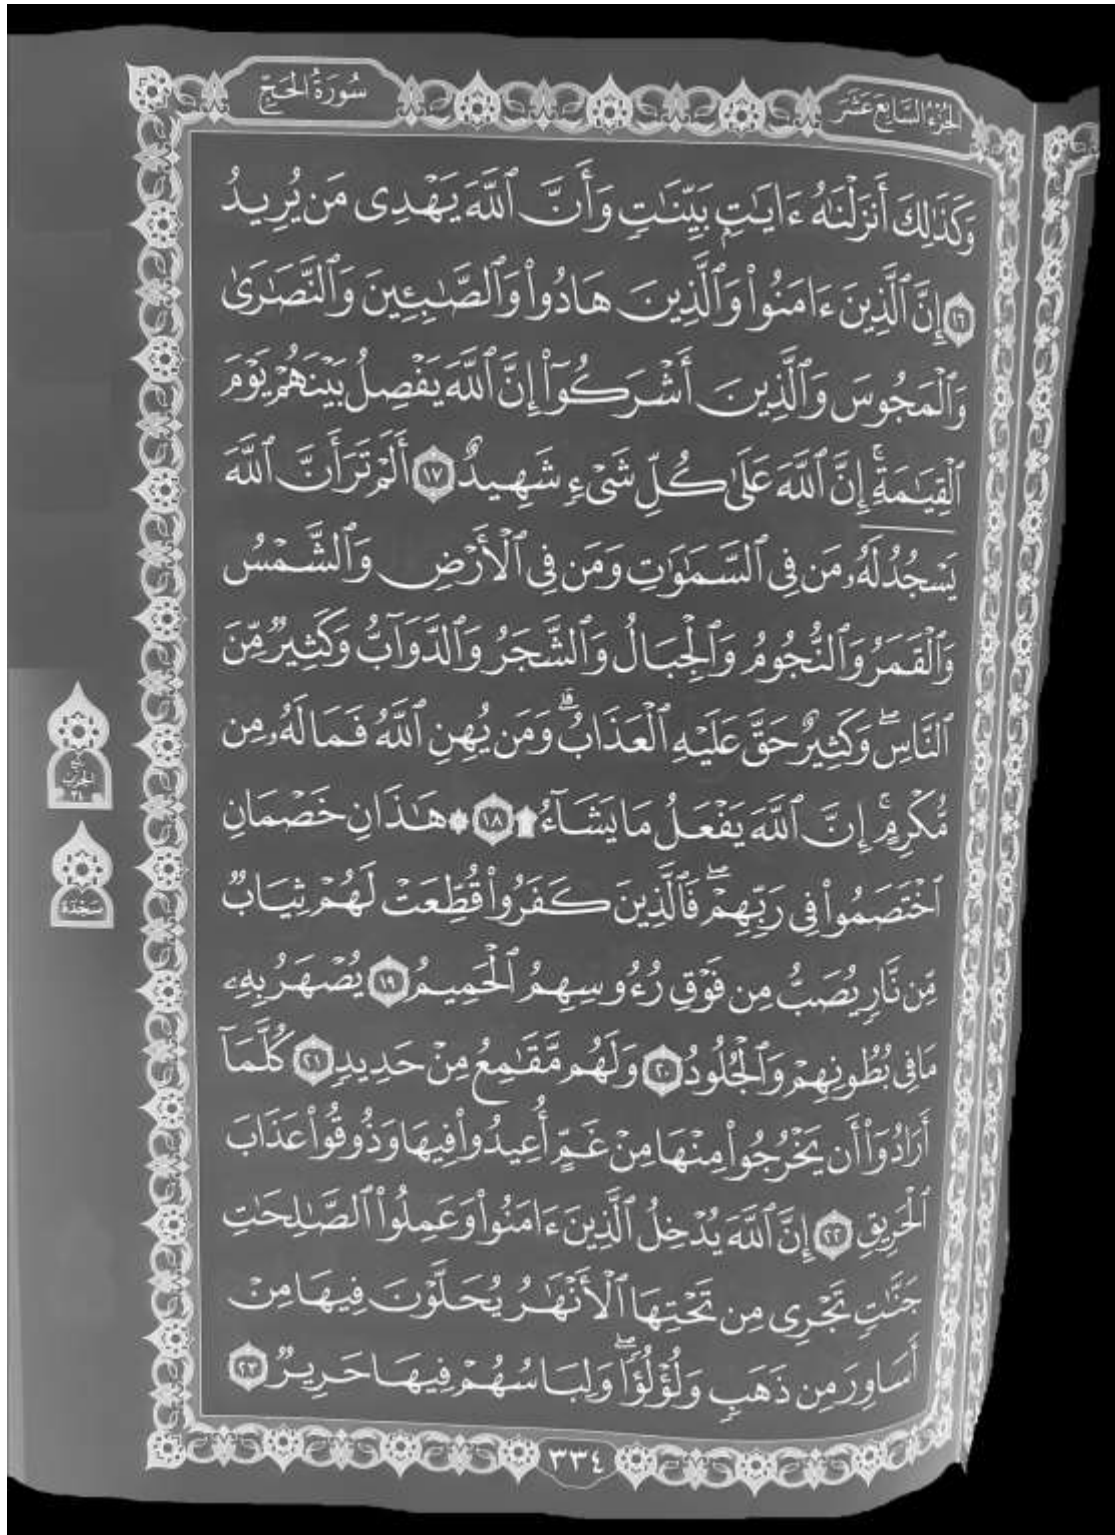 الجزء السابع عشر
سورة الحج
وَكَذَٰلِكَ أَنزَلْنَٰهُ ءَايَٰتٍۭ بَيِّنَٰتٍ وَأَنَّ ٱللَّهَ يَهْدِى مَن يُرِيدُ
١٦ إِنَّ ٱلَّذِينَ ءَامَنُوا۟ وَٱلَّذِينَ هَادُوا۟ وَٱلصَّٰبِـِٔينَ وَٱلنَّصَٰرَىٰ
وَٱلْمَجُوسَ وَٱلَّذِينَ أَشْرَكُوٓا۟ إِنَّ ٱللَّهَ يَفْصِلُ بَيْنَهُمْ يَوْمَ
ٱلْقِيَٰمَةِ ۚ إِنَّ ٱللَّهَ عَلَىٰ كُلِّ شَىْءٍ شَهِيدٌ ١٧ أَلَمْ تَرَ أَنَّ ٱللَّهَ
يَسْجُدُ لَهُۥ مَن فِى ٱلسَّمَٰوَٰتِ وَمَن فِى ٱلْأَرْضِ وَٱلشَّمْسُ
وَٱلْقَمَرُ وَٱلنُّجُومُ وَٱلْجِبَالُ وَٱلشَّجَرُ وَٱلدَّوَآبُّ وَكَثِيرٌ مِّنَ
ٱلنَّاسِ ۖ وَكَثِيرٌ حَقَّ عَلَيْهِ ٱلْعَذَابُ ۗ وَمَن يُهِنِ ٱللَّهُ فَمَا لَهُۥ مِن
مُّكْرِمٍ ۚ إِنَّ ٱللَّهَ يَفْعَلُ مَا يَشَآءُ ۩ ١٨ ۞ هَٰذَانِ خَصْمَانِ
ٱخْتَصَمُوا۟ فِى رَبِّهِمْ ۖ فَٱلَّذِينَ كَفَرُوا۟ قُطِّعَتْ لَهُمْ ثِيَابٌ
مِّن نَّارٍ يُصَبُّ مِن فَوْقِ رُءُوسِهِمُ ٱلْحَمِيمُ ١٩ يُصْهَرُ بِهِۦ
مَا فِى بُطُونِهِمْ وَٱلْجُلُودُ ٢٠ وَلَهُم مَّقَٰمِعُ مِنْ حَدِيدٍ ٢١ كُلَّمَآ
أَرَادُوٓا۟ أَن يَخْرُجُوا۟ مِنْهَا مِنْ غَمٍّ أُعِيدُوا۟ فِيهَا وَذُوقُوا۟ عَذَابَ
ٱلْحَرِيقِ ٢٢ إِنَّ ٱللَّهَ يُدْخِلُ ٱلَّذِينَ ءَامَنُوا۟ وَعَمِلُوا۟ ٱلصَّٰلِحَٰتِ
جَنَّٰتٍ تَجْرِى مِن تَحْتِهَا ٱلْأَنْهَٰرُ يُحَلَّوْنَ فِيهَا مِنْ
أَسَاوِرَ مِن ذَهَبٍ وَلُؤْلُؤًا ۖ وَلِبَاسُهُمْ فِيهَا حَرِيرٌ ٢٣
ربع
الحزب
٣٤
سجدة
٣٣٤